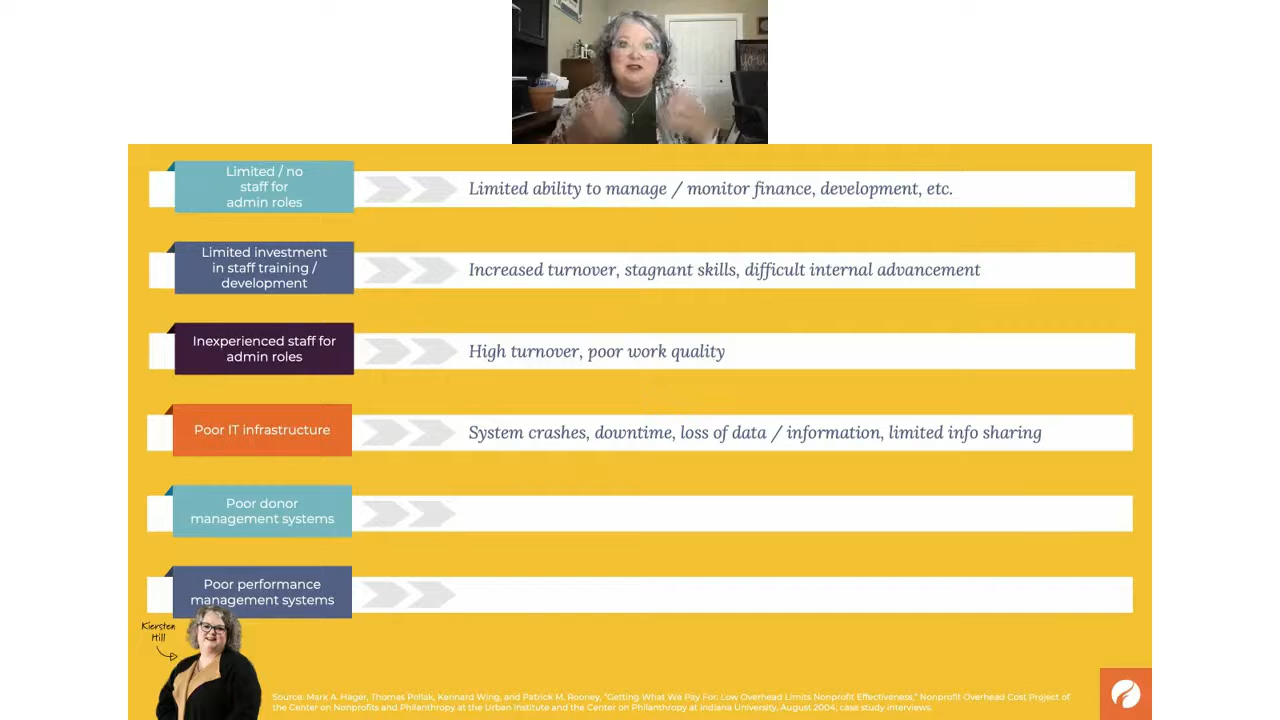 Limited / no
staff for
admin roles
Limited ability to manage / monitor finance, development, etc.
Limited investment
in staff training /
development
Increased turnover, stagnant skills, difficult internal advancement
Inexperienced staff for
admin roles
High turnover, poor work quality
Poor IT infrastructure
System crashes, downtime, loss of data / information, limited info sharing
Poor donor
management systems
Poor performance
management systems
Kiersten
Hill
Source: Mark A. Hager, Thomas Pollak, Kennard Wing, and Patrick M. Rooney, "Getting What We Pay For: Low Overhead Limits Nonprofit Effectiveness," Nonprofit Overhead Cost Project of
the Center on Nonprofits and Philanthropy at the Urban Institute and the Center on Philanthropy at Indiana University, August 2004; case study interviews.